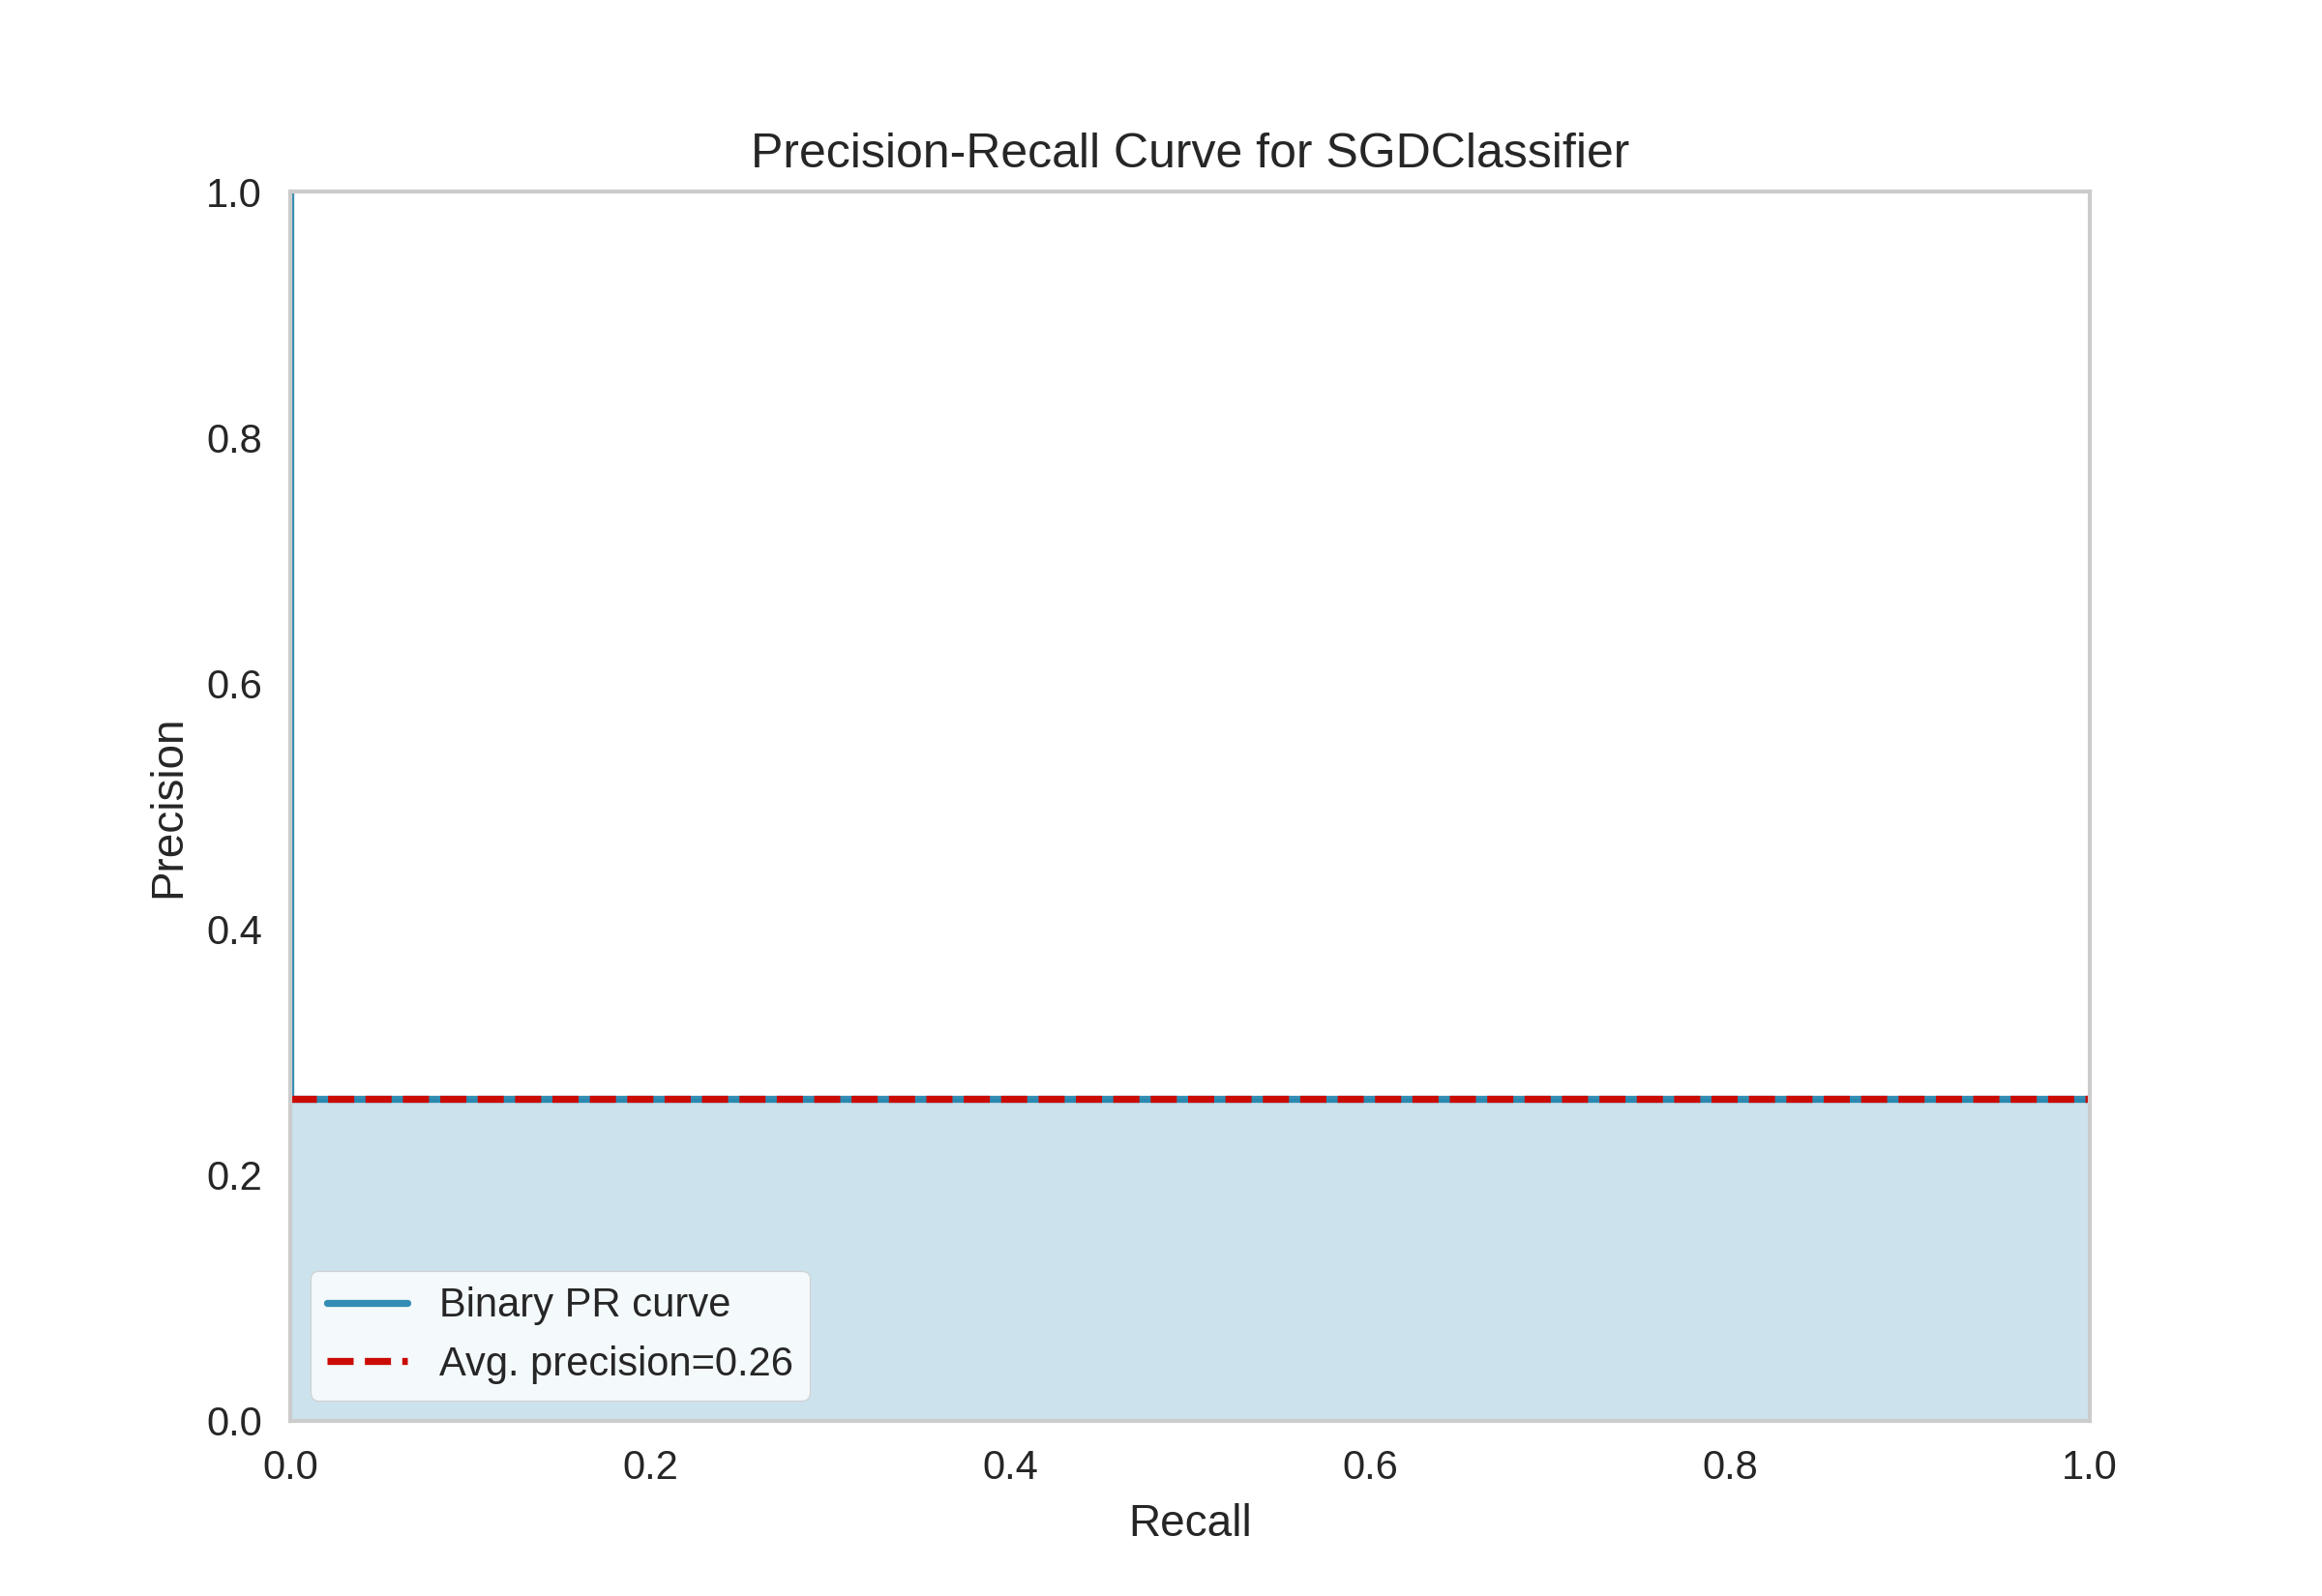 Precision-Recall Curve for SGDClassifier
1.0
0.8
0.6
0.4
0.2
0.0
Precision
Binary PR curve
Avg. precision=0.26
0.0 0.2 0.4 0.6 0.8 1.0
Recall